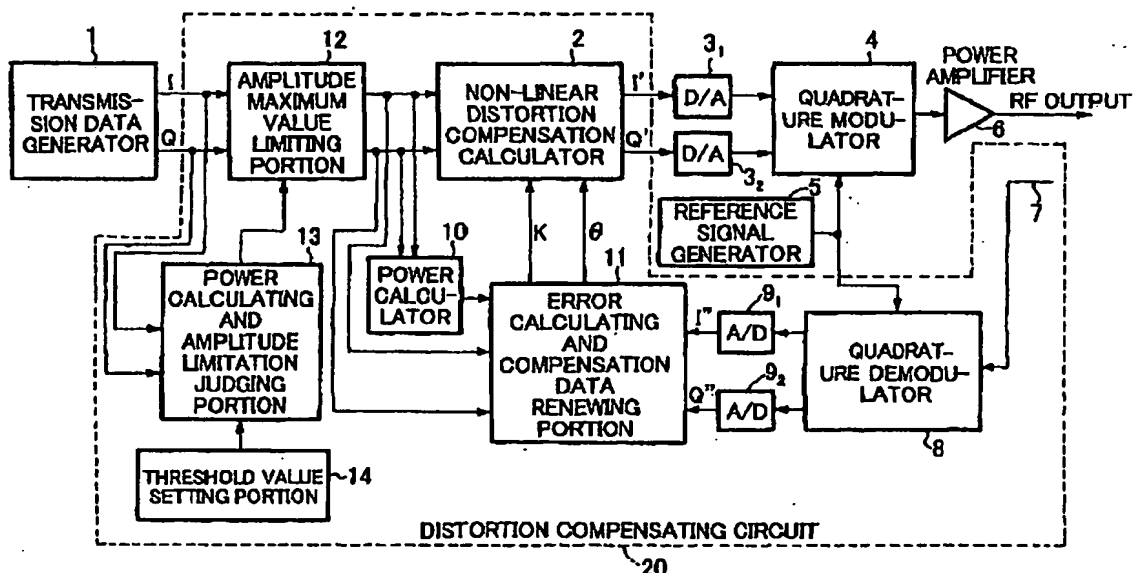 1
TRANSMIS-
SION DATA
GENERATOR
I
Q
12
AMPLITUDE
MAXIMUM
VALUE
LIMITING
PORTION
2
NON-LINEAR
DISTORTION
COMPENSATION
CALCULATOR
I'
Q'
3₁
D/A
D/A
3₂
4
QUADRAT-
URE MODU-
LATOR
POWER
AMPLIFIER
6
RF OUTPUT
5
REFERENCE
SIGNAL
GENERATOR
7
13
POWER
CALCULATING
AND
AMPLITUDE
LIMITATION
JUDGING
PORTION
10
POWER
CALCU-
LATOR
K
θ
11
ERROR
CALCULATING
AND
COMPENSATION
DATA
RENEWING
PORTION
I"
Q"
9₁
A/D
9₂
A/D
QUADRAT-
URE DEMODU-
LATOR
8
THRESHOLD VALUE
SETTING PORTION
14
DISTORTION COMPENSATING CIRCUIT
20